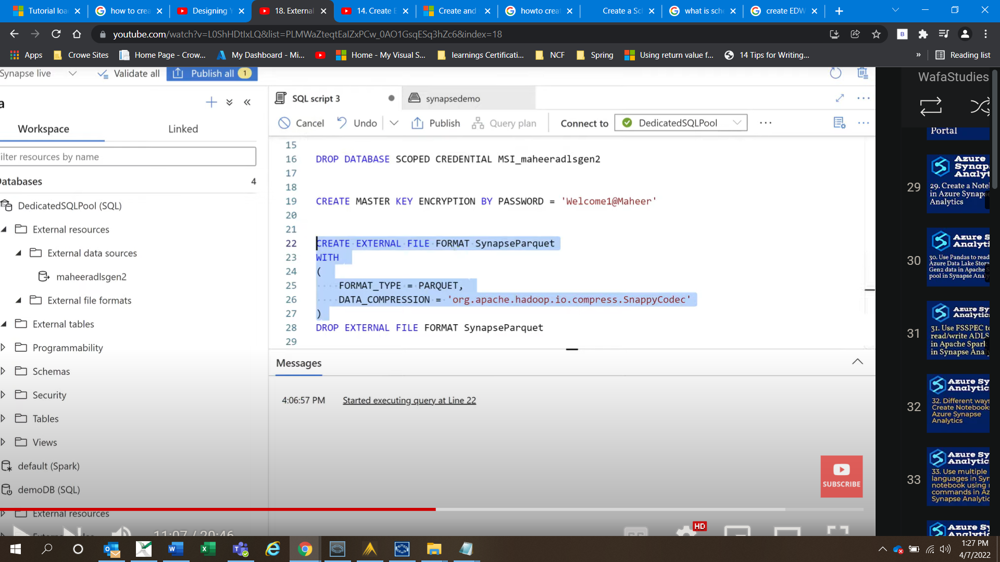 Tutorial loa
how to crea
Designing Y
18. External
14. Create E
Create and
howto creat
Create a Sc
what is sche
create EDW
youtube.com/watch?v=L0ShHDtIxLQ&list=PLMWaZteqtEaIZxPCw_0AO1GsqESq3hZc6&index=18
Apps
Crowe Sites
Home Page - Crow...
My Dashboard - Mi...
Home - My Visual S...
learnings Certificati...
NCF
Spring
Using return value f...
14 Tips for Writing...
»
Reading list
Synapse live
Validate all
Publish all 1
WafaStudies
a
SQL script 3
synapsedemo
Workspace
Linked
Cancel
Undo
Publish
Query plan
Connect to
DedicatedSQLPool
ilter resources by name
Databases 4
DedicatedSQLPool (SQL)
External resources
External data sources
maheeradlsgen2
External file formats
External tables
Programmability
Schemas
Security
Tables
Views
default (Spark)
demoDB (SQL)
External resources
15
16 DROP DATABASE SCOPED CREDENTIAL MSI_maheeradlsgen2
17
18
19 CREATE MASTER KEY ENCRYPTION BY PASSWORD = 'Welcome1@Maheer'
20
21
22 CREATE EXTERNAL FILE FORMAT SynapseParquet
23 WITH
24 (
25 FORMAT_TYPE = PARQUET,
26 DATA_COMPRESSION = 'org.apache.hadoop.io.compress.SnappyCodec'
27 )
28 DROP EXTERNAL FILE FORMAT SynapseParquet
29
Messages
4:06:57 PM Started executing query at Line 22
SUBSCRIBE
11:07 / 20:46
HD
Portal
29
Azure
Synap
Analyt
29. Create a Note
in Azure Synaps
Analytics
30
Azure Sy
Analyti
30. Use Pandas to read
Azure Data Lake Stora
Gen2 data in Apache S
pool in Synapse Anal
31
Azure Sy
Analytic
31. Use FSSPEC to
read/write ADLS
in Apache Spark
in Synapse Anal
32
Azure Sy
Analytic
32. Different ways
Create Notebooks
Azure Synapse
Analytics
33
Azure Sy
Analytic
33. Use multiple
languages in Syn
notebook using
commands in Az
Synapse Analytic
Azure Sy
Analytic
1:27 PM
4/7/2022